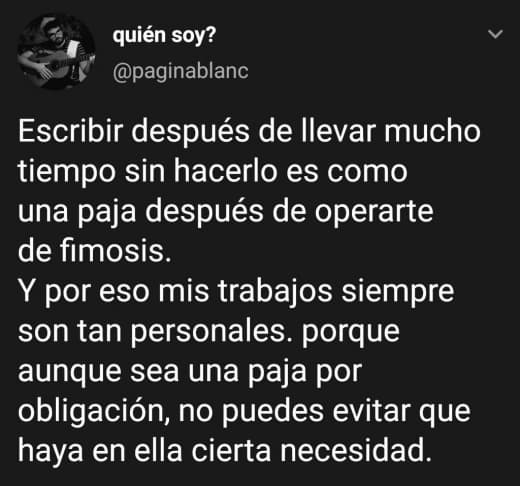 quién soy?
@paginablanc
Escribir después de llevar mucho
tiempo sin hacerlo es como
una paja después de operarte
de fimosis.
Y por eso mis trabajos siempre
son tan personales. porque
aunque sea una paja por
obligación, no puedes evitar que
haya en ella cierta necesidad.